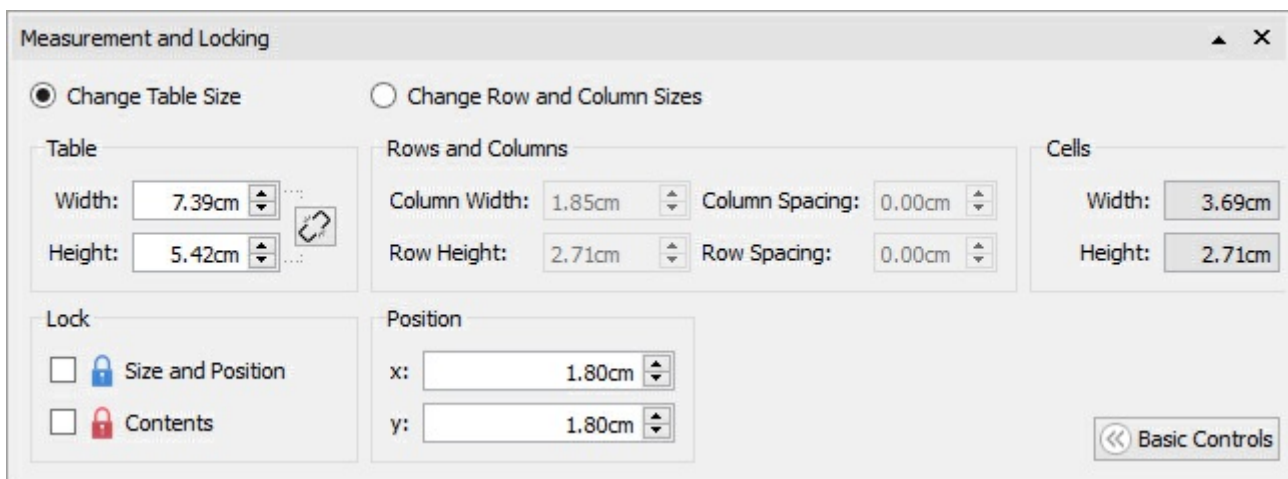 Measurement and Locking
Change Table Size Change Row and Column Sizes
Table Rows and Columns Cells
Width: 7.39cm Column Width: 1.85cm Column Spacing: 0.00cm Width: 3.69cm
Height: 5.42cm Row Height: 2.71cm Row Spacing: 0.00cm Height: 2.71cm
Lock Position
Size and Position x: 1.80cm
Contents y: 1.80cm
Basic Controls